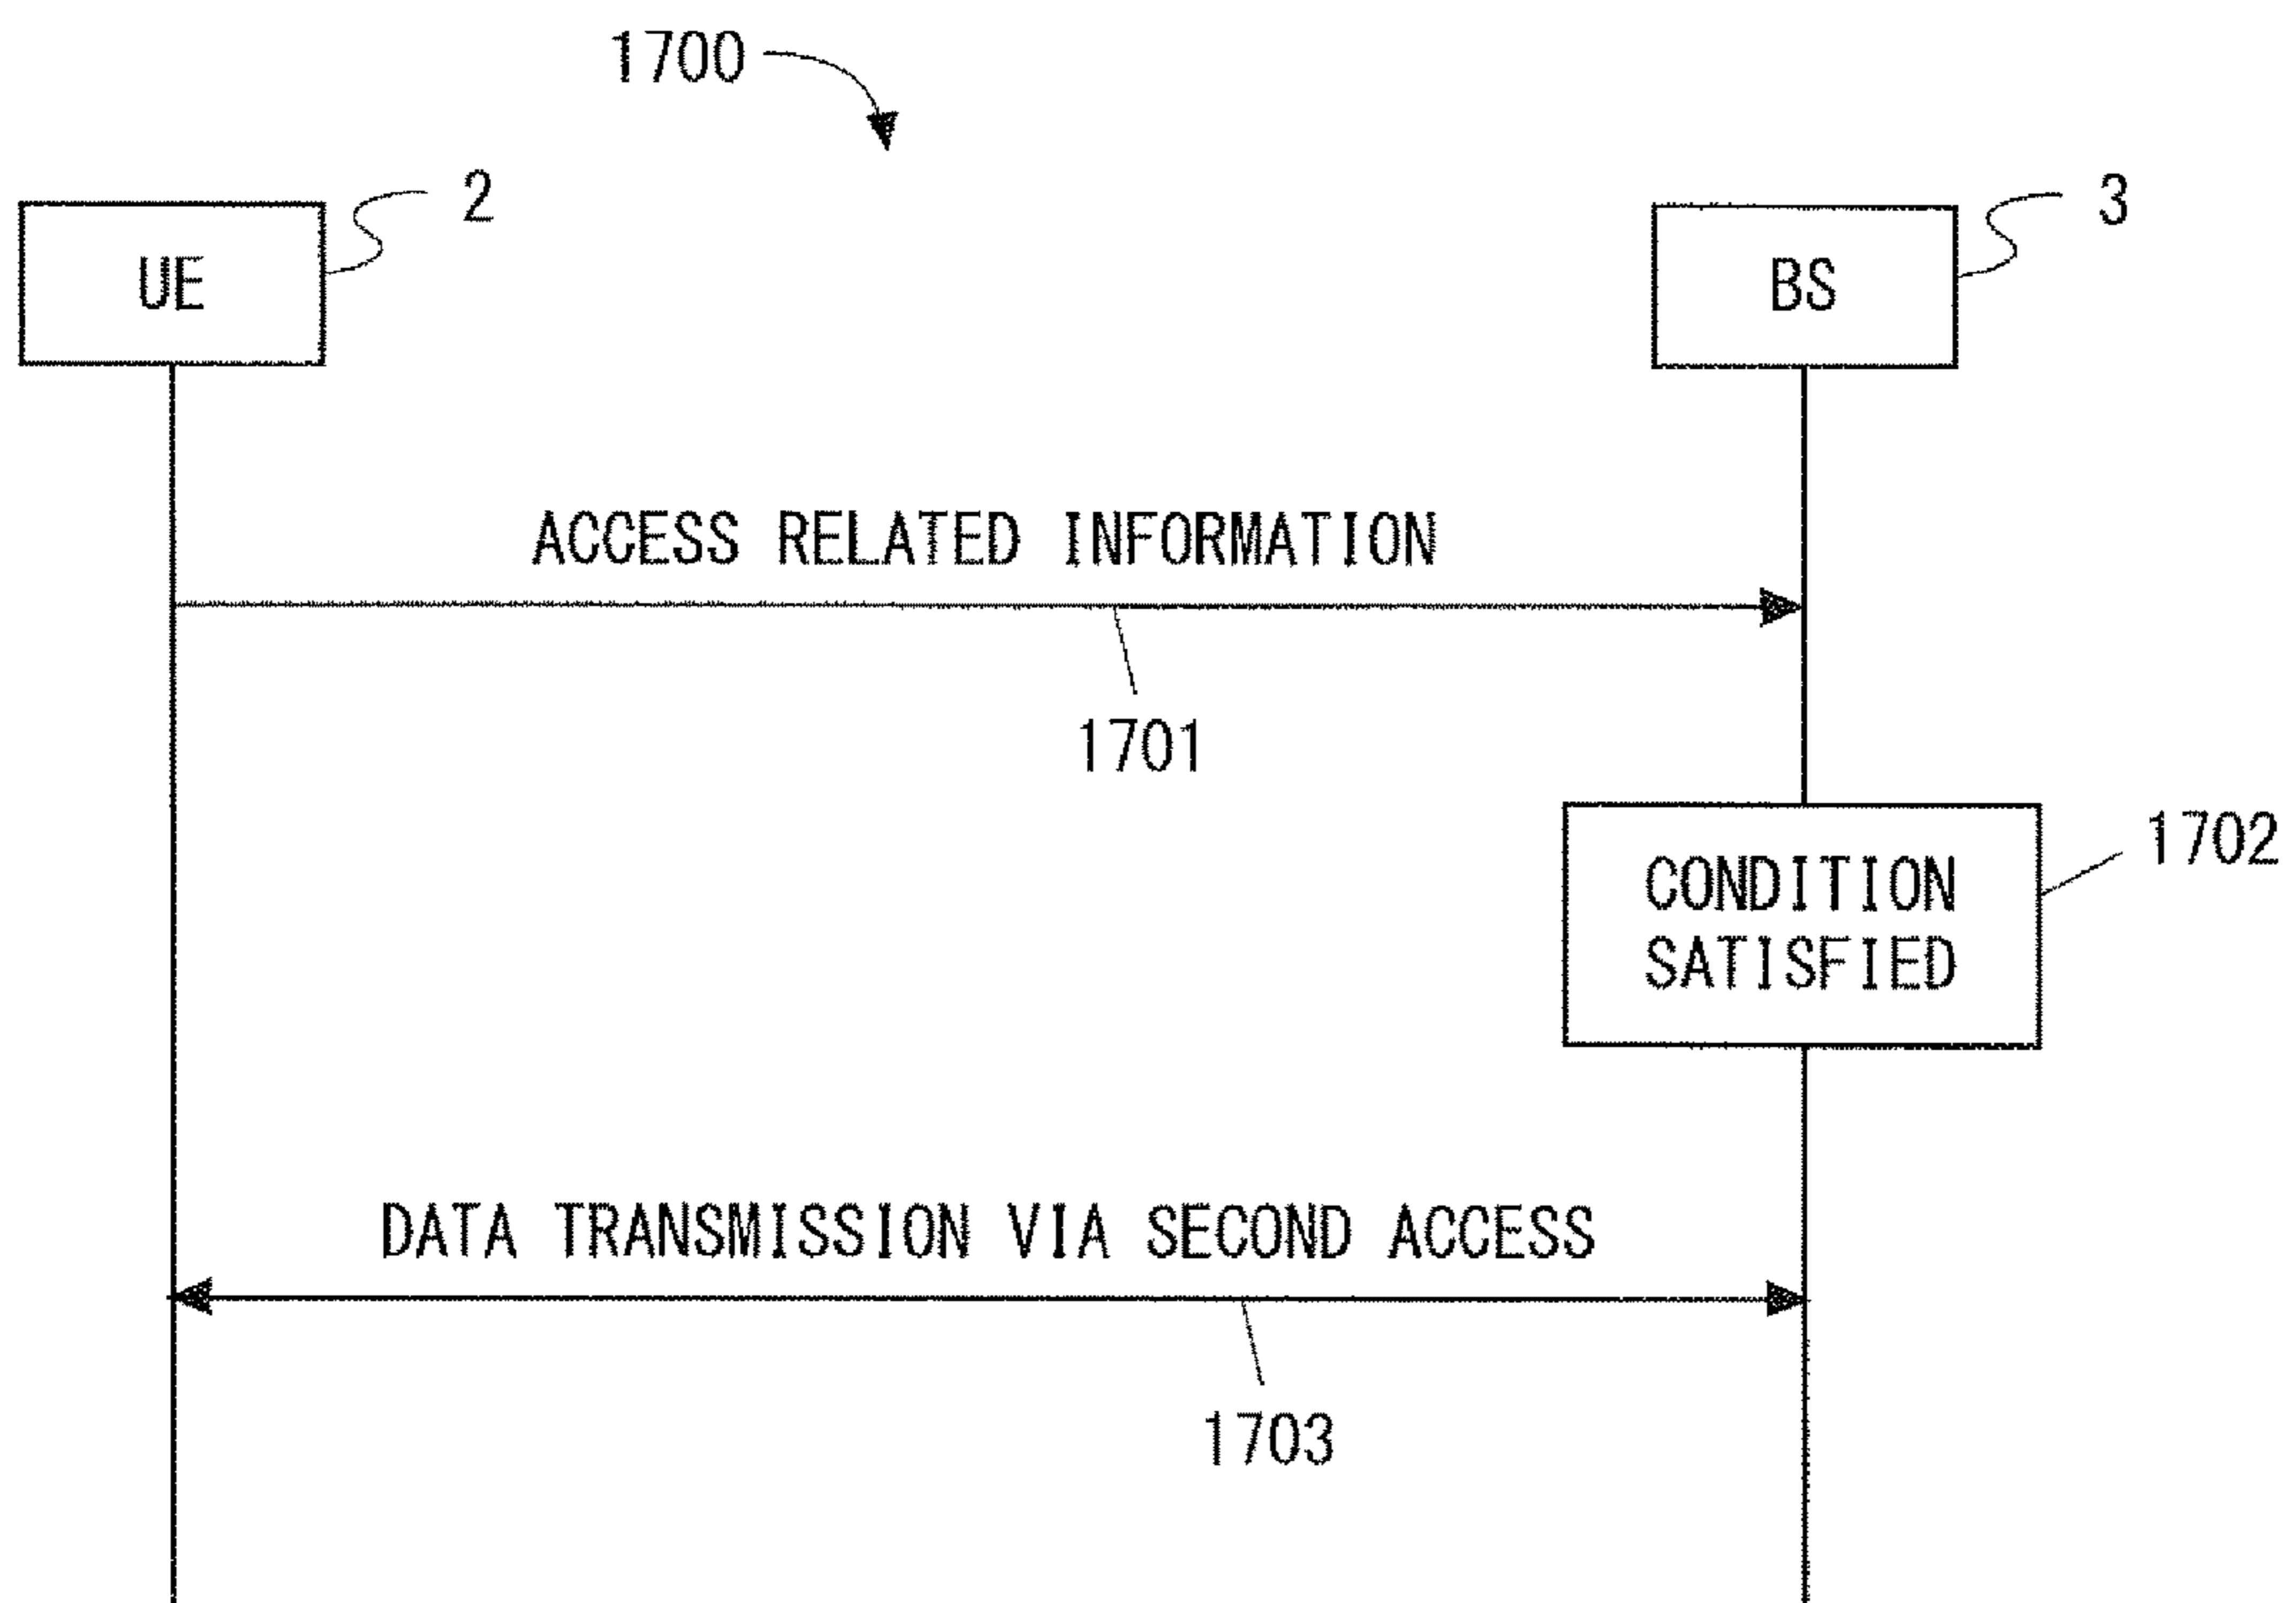 1700
2
3
UE
BS
ACCESS RELATED INFORMATION
1701
1702
CONDITION
SATISFIED
DATA TRANSMISSION VIA SECOND ACCESS
1703